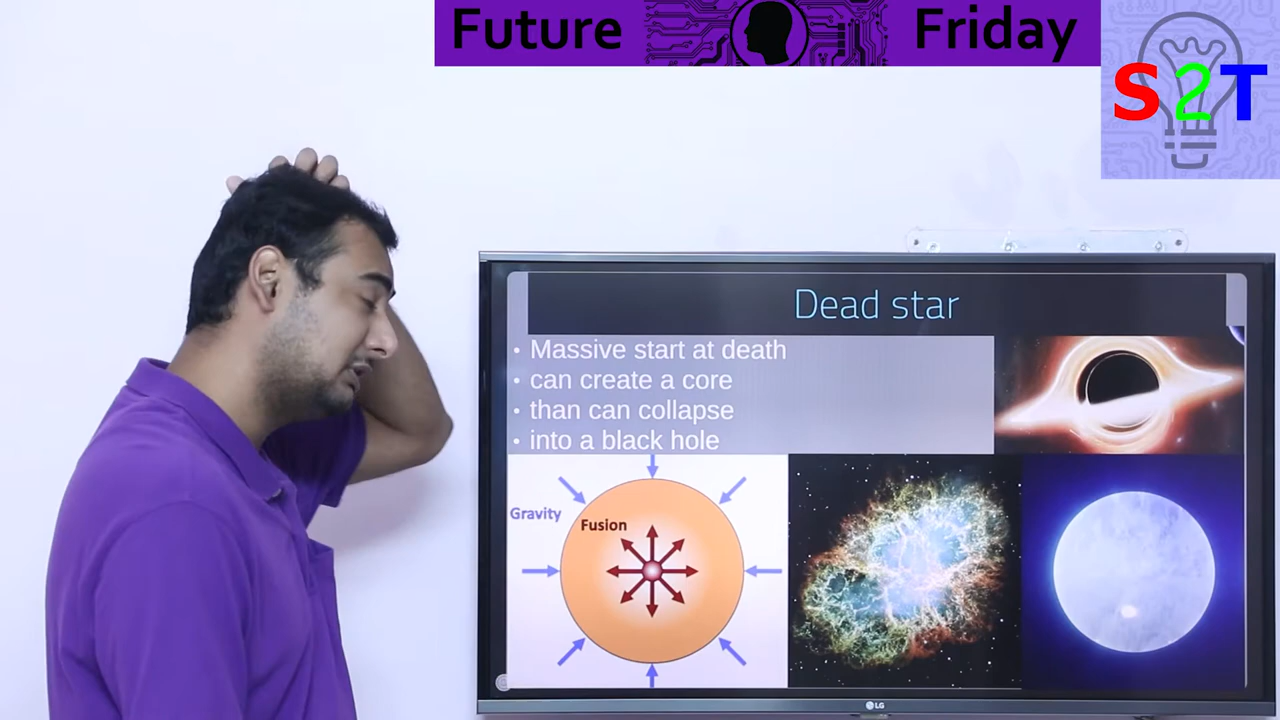 Future Friday
S2T
Dead star
• Massive start at death
• can create a core
• than can collapse
• into a black hole
Gravity
Fusion
LG